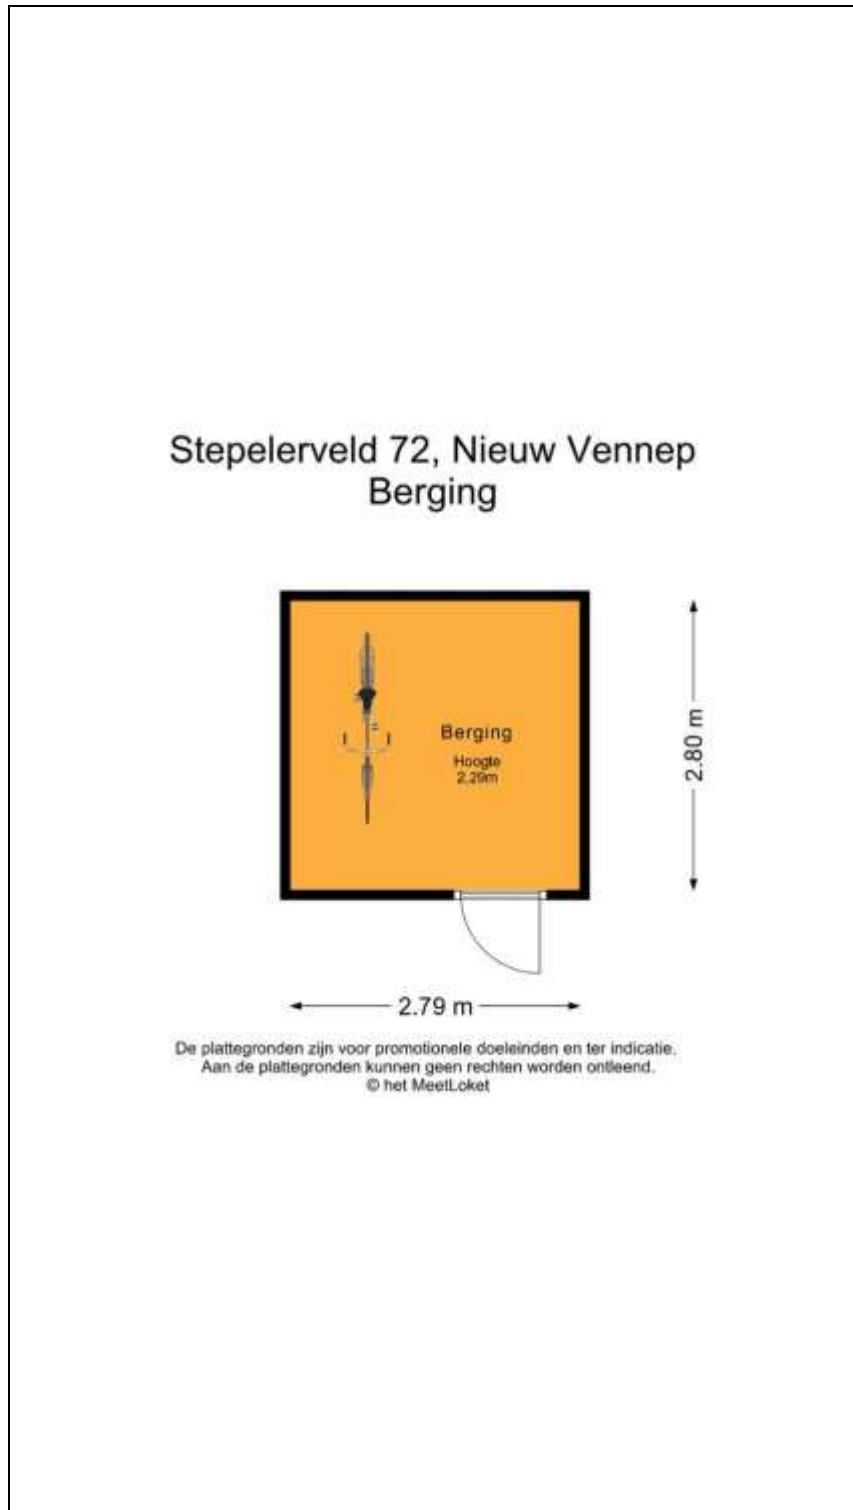 Stepelerveld 72, Nieuw Vennep
Berging
Berging
Hoogte
2.29m
2.80 m
2.79 m
De plattegronden zijn voor promotionele doeleinden en ter indicatie.
Aan de plattegronden kunnen geen rechten worden ontleend.
© het MeetLoket